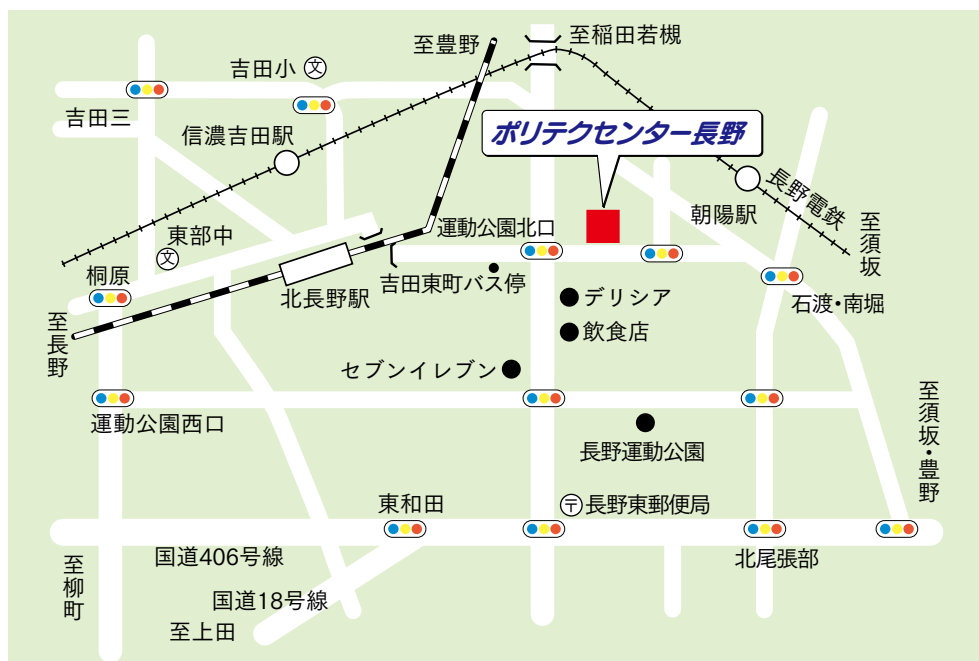 至豊野
至稲田若槻
吉田小
文
吉田三
信濃吉田駅
ポリテクセンター長野
長野電鉄
朝陽駅
至須坂
東部中
文
運動公園北口
桐原
北長野駅
吉田東町バス停
デリシア
石渡・南堀
至長野
飲食店
セブンイレブン
運動公園西口
長野運動公園
至須坂・豊野
東和田
〒長野東郵便局
国道406号線
北尾張部
至柳町
国道18号線
至上田